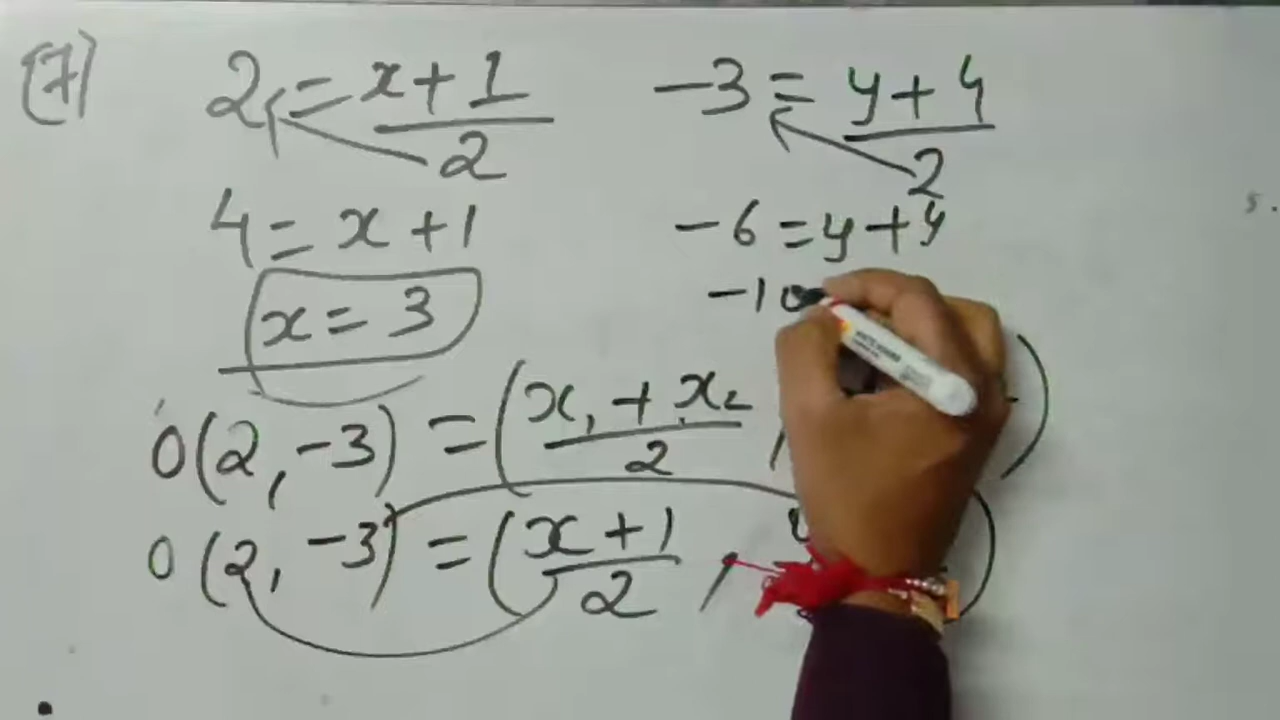 (7)
2 = x + 1 / 2
-3 = y + 4 / 2
4 = x + 1
-6 = y + 4
x = 3
-10
O(2, -3) = (x₁ + x₂ / 2 ,
O(2, -3) = (x + 1 / 2 ,